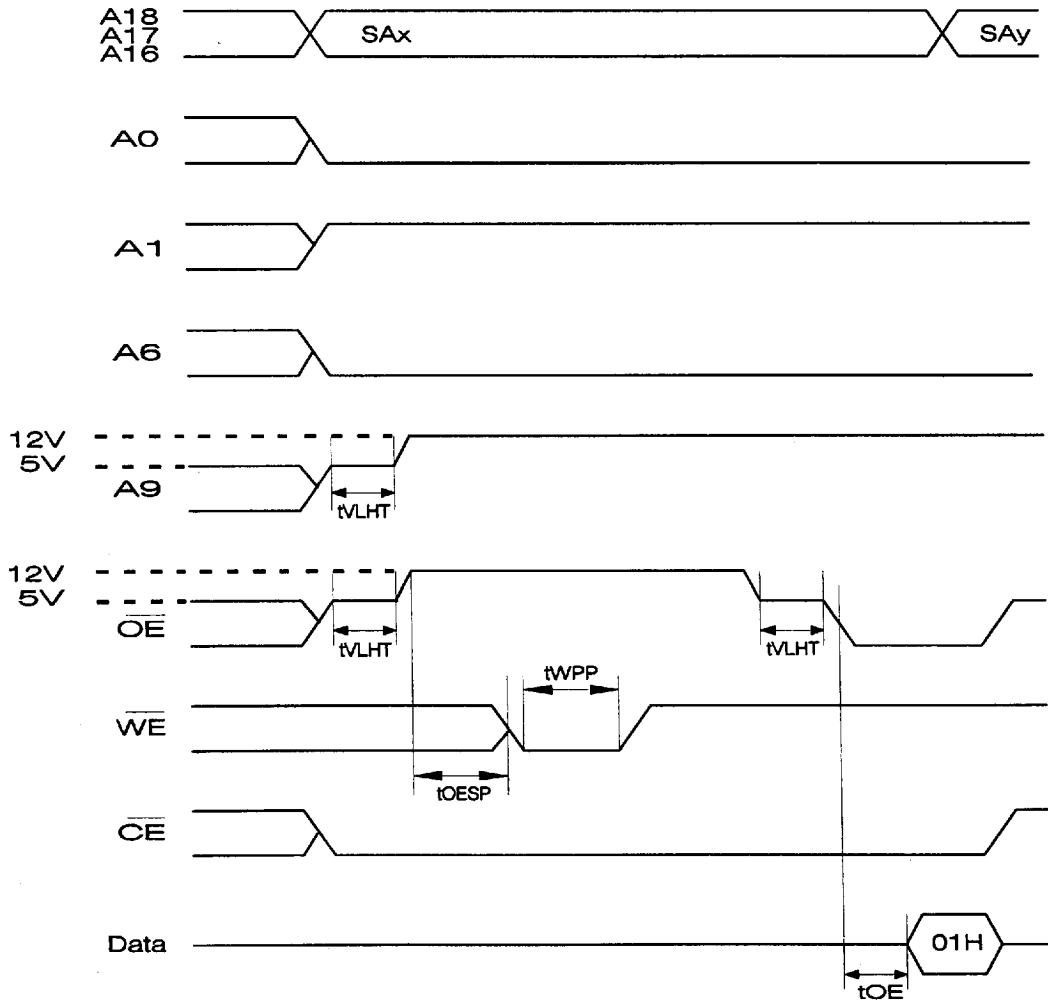 A18
A17
A16
SAx
SAy
A0
A1
A6
12V
5V
A9
tVLHT
12V
5V
OE
tVLHT
tVLHT
tWPP
WE
tOESP
CE
Data
01H
tOE